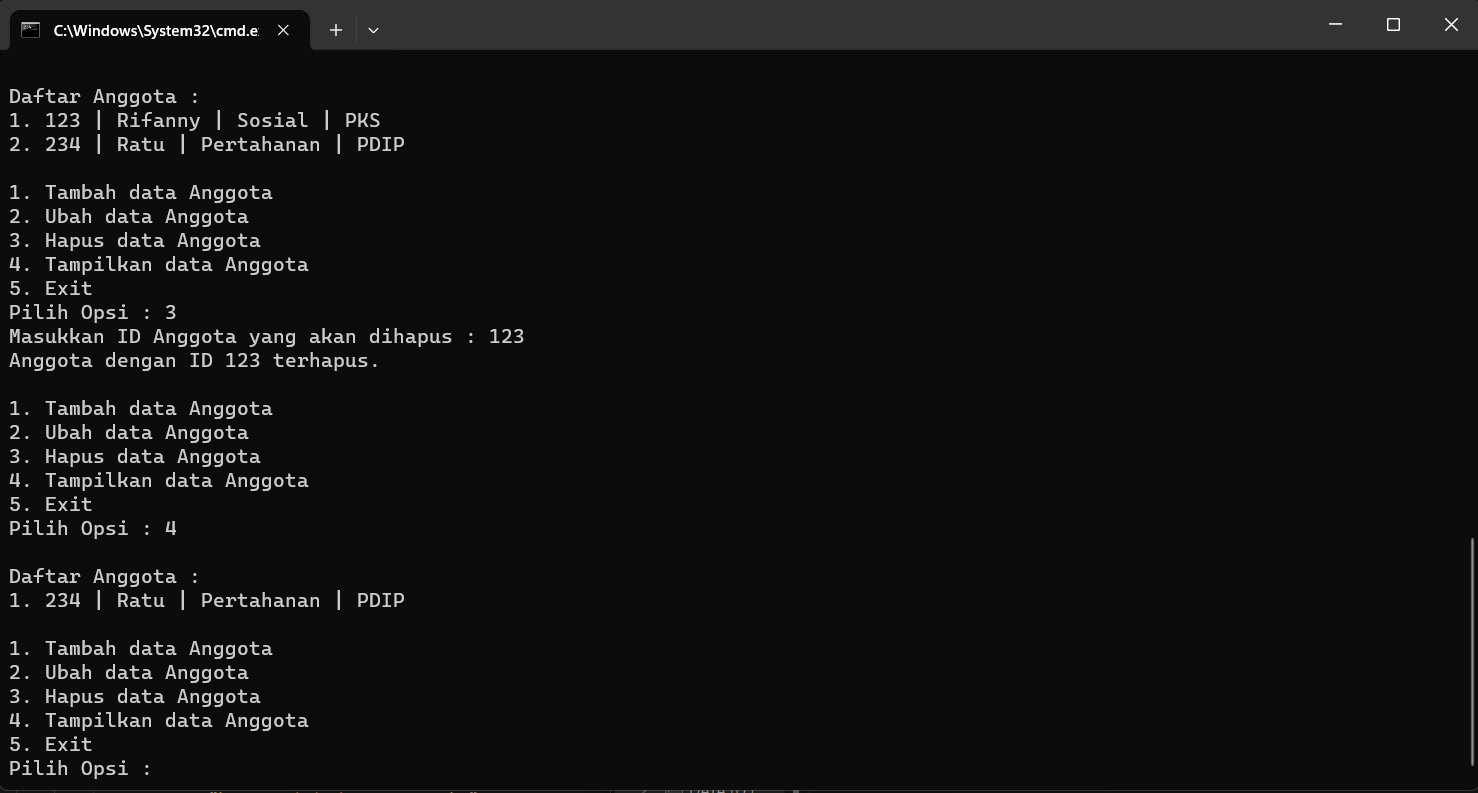 C:\Windows\System32\cmd.e
Daftar Anggota :
1. 123 | Rifanny | Sosial | PKS
2. 234 | Ratu | Pertahanan | PDIP
1. Tambah data Anggota
2. Ubah data Anggota
3. Hapus data Anggota
4. Tampilkan data Anggota
5. Exit
Pilih Opsi : 3
Masukkan ID Anggota yang akan dihapus : 123
Anggota dengan ID 123 terhapus.
1. Tambah data Anggota
2. Ubah data Anggota
3. Hapus data Anggota
4. Tampilkan data Anggota
5. Exit
Pilih Opsi : 4
Daftar Anggota :
1. 234 | Ratu | Pertahanan | PDIP
1. Tambah data Anggota
2. Ubah data Anggota
3. Hapus data Anggota
4. Tampilkan data Anggota
5. Exit
Pilih Opsi :